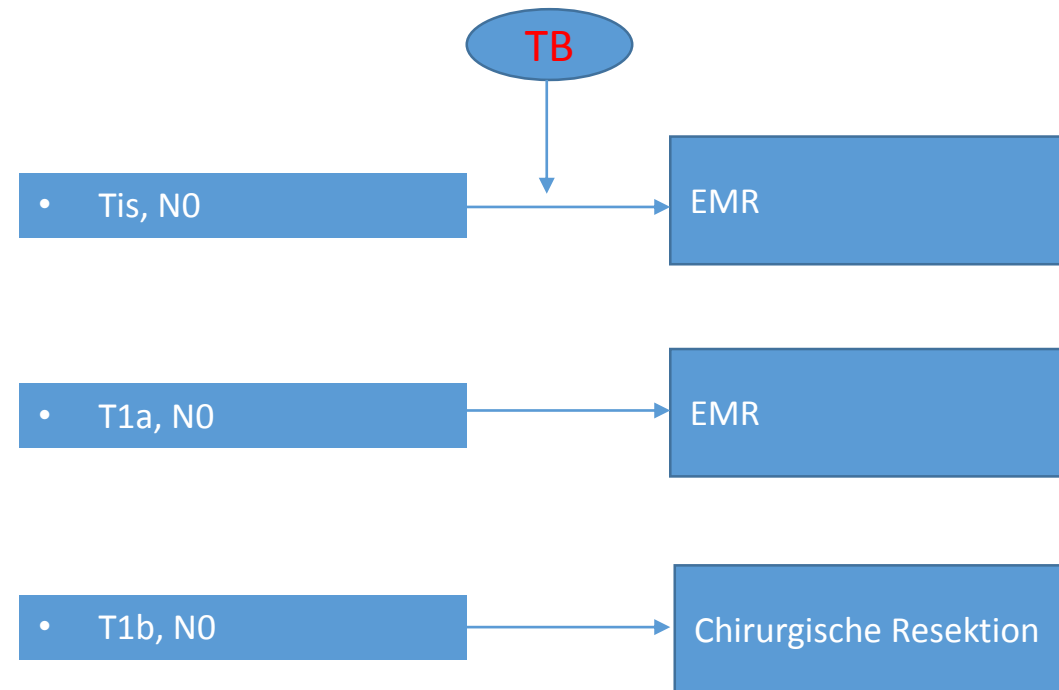 TB
• Tis, N0
EMR
• T1a, N0
EMR
• T1b, N0
Chirurgische Resektion